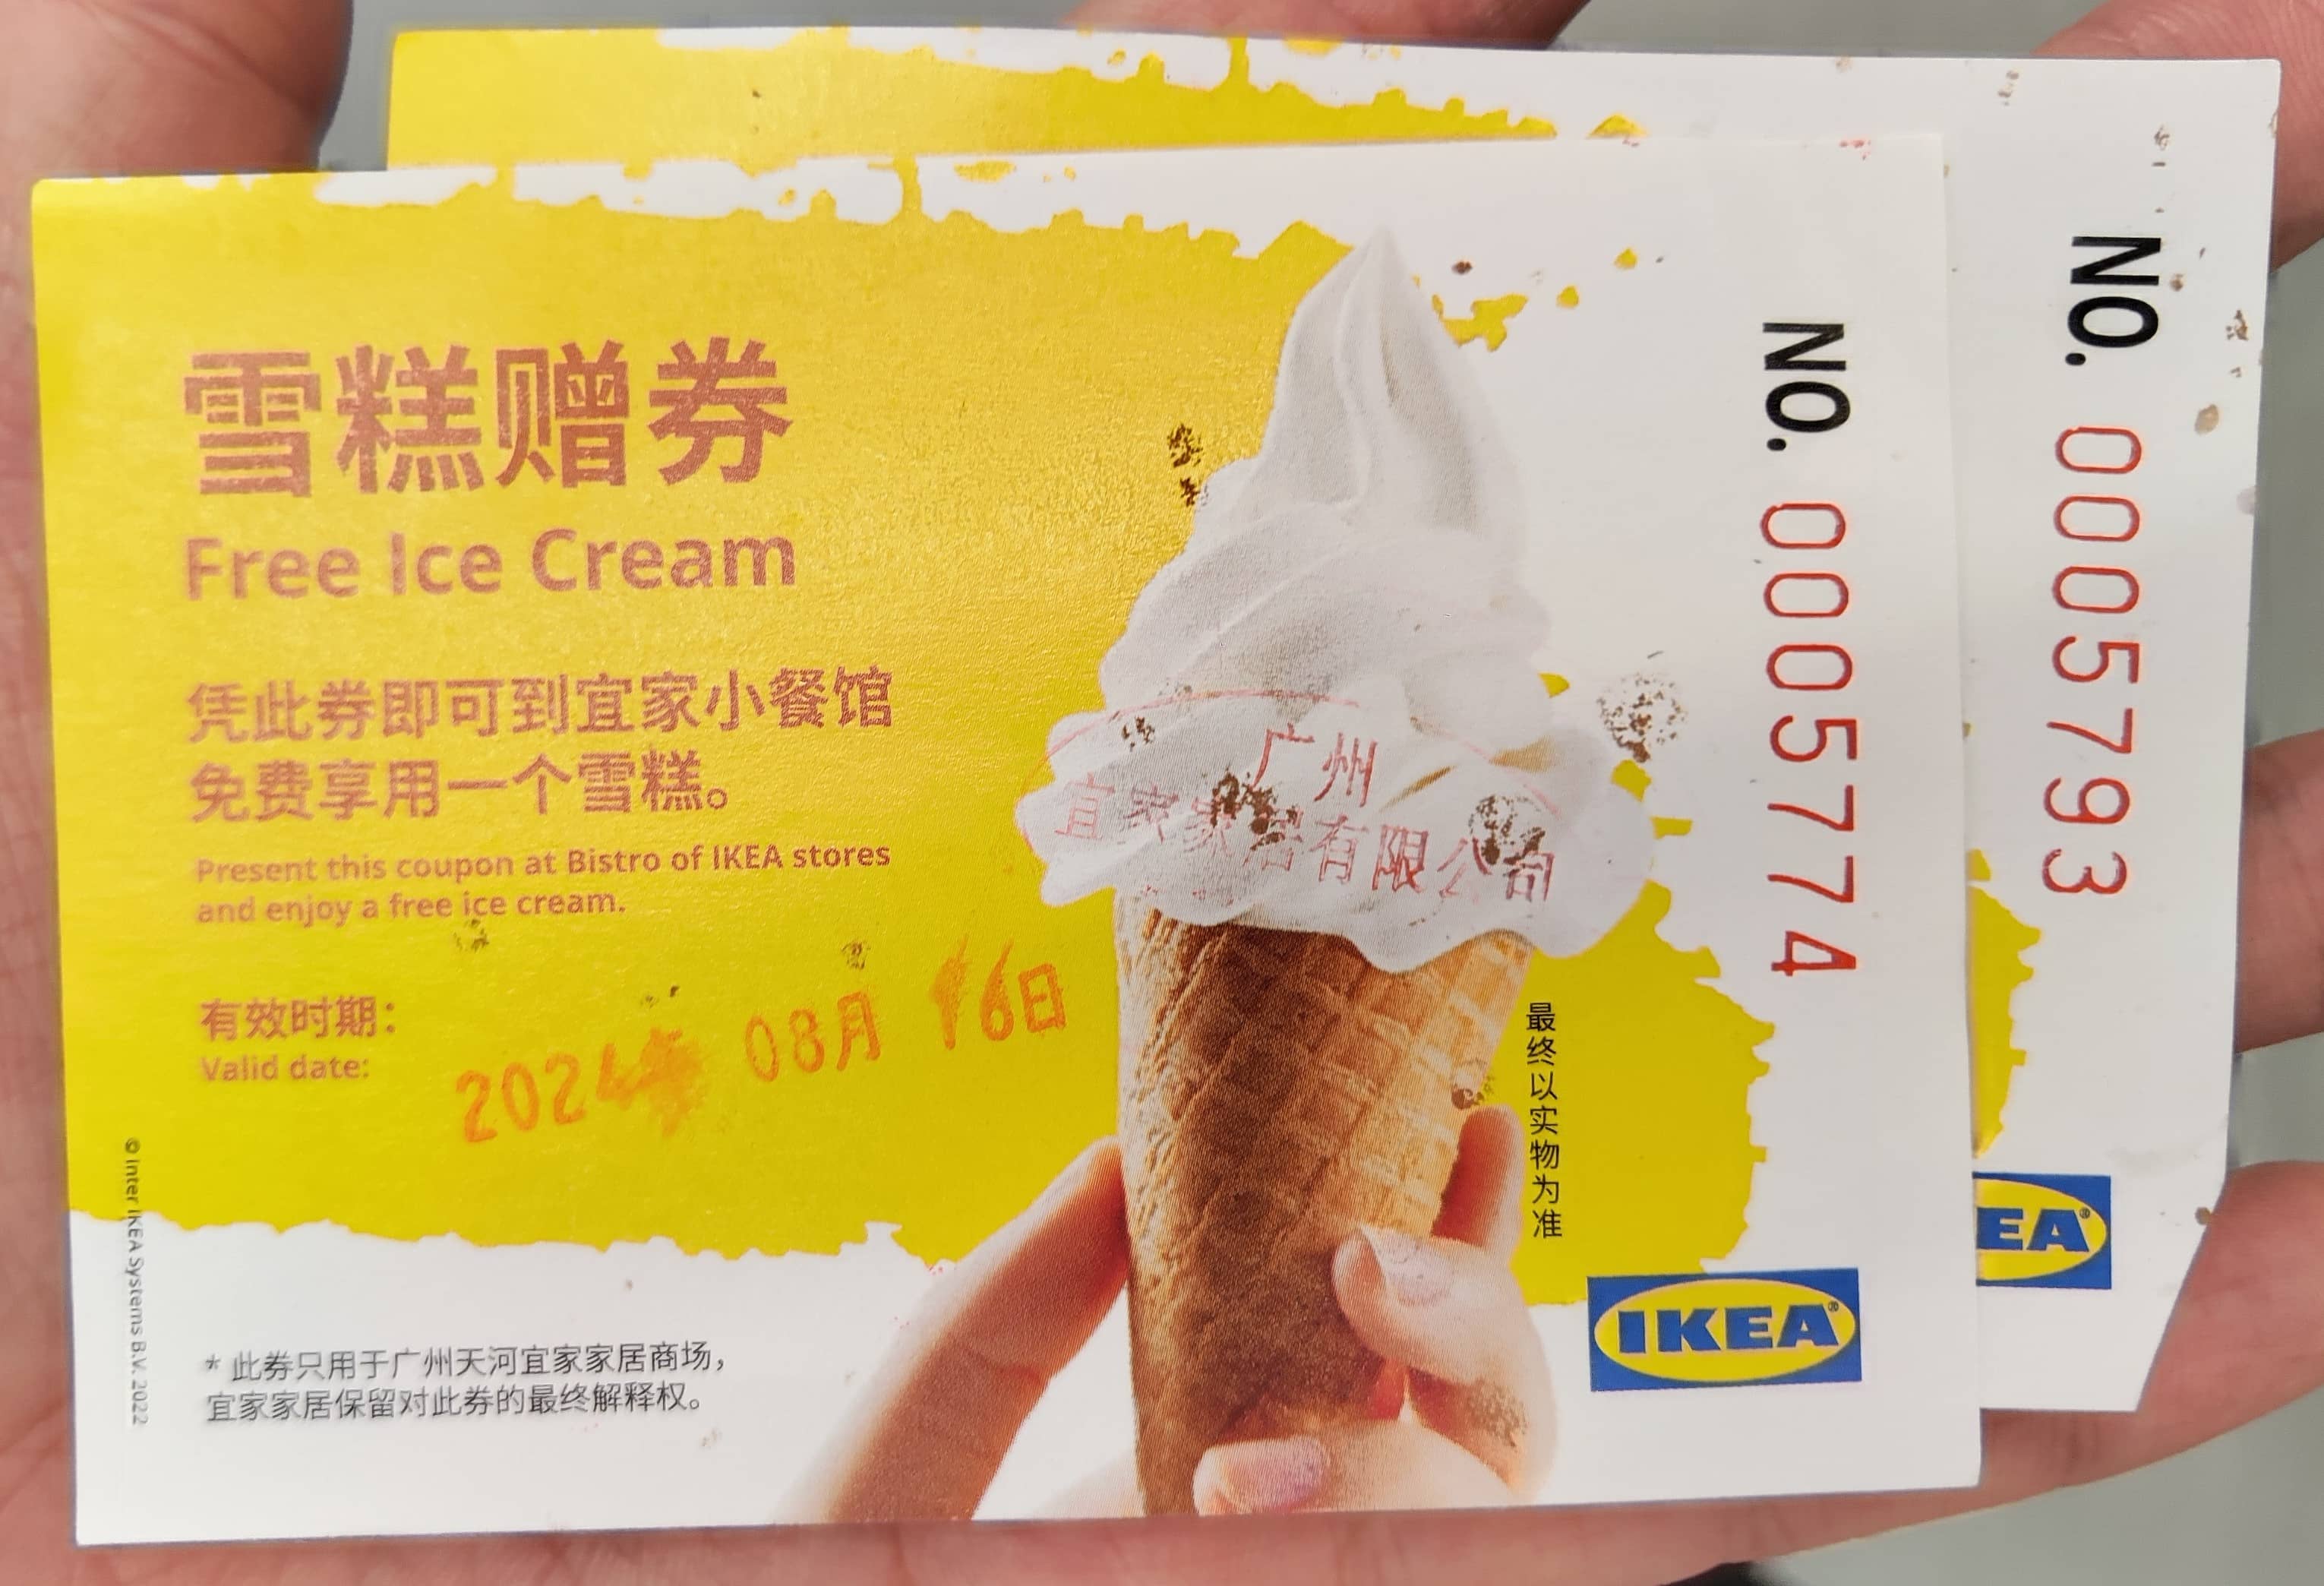 雪糕赠券
Free Ice Cream
凭此券即可到宜家小餐馆
免费享用一个雪糕。
Present this coupon at Bistro of IKEA stores
and enjoy a free ice cream.
有效时期：
Valid date:
2024年 08月 16日
© Inter IKEA Systems B.V. 2022
* 此券只用于广州天河宜家家居商场，
宜家家居保留对此券的最终解释权。
广州
宜家家居有限公司
最终以实物为准
IKEA®
NO. 0005774
NO. 0005793
EA®